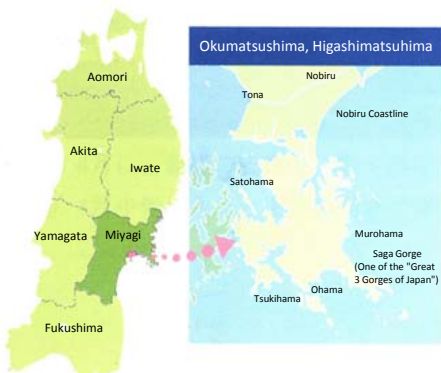 Okumatsushima, Higashimatsuhima
Aomori
Akita
Iwate
Yamagata
Miyagi
Fukushima
Nobiru
Tona
Nobiru Coastline
Satohama
Murohama
Saga Gorge
(One of the "Great
3 Gorges of Japan")
Ohama
Tsukihama